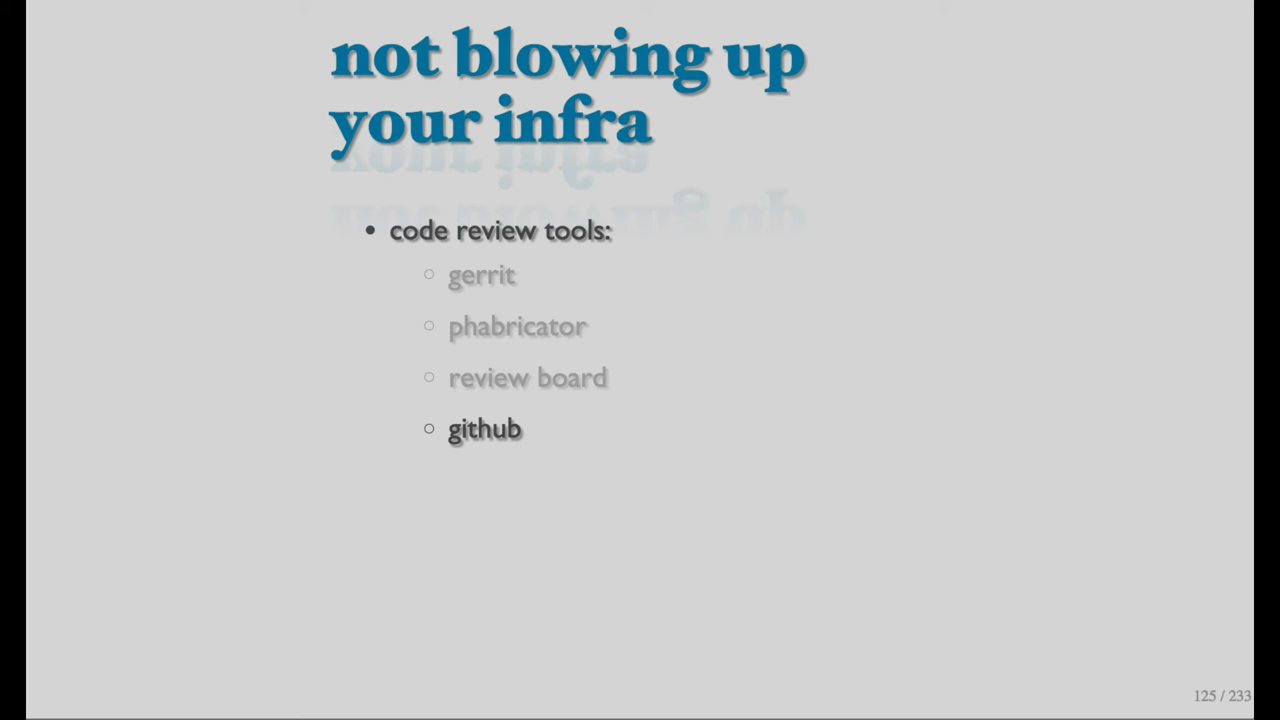 not blowing up
your infra
• code review tools:
○ gerrit
○ phabricator
○ review board
○ github
125 / 233